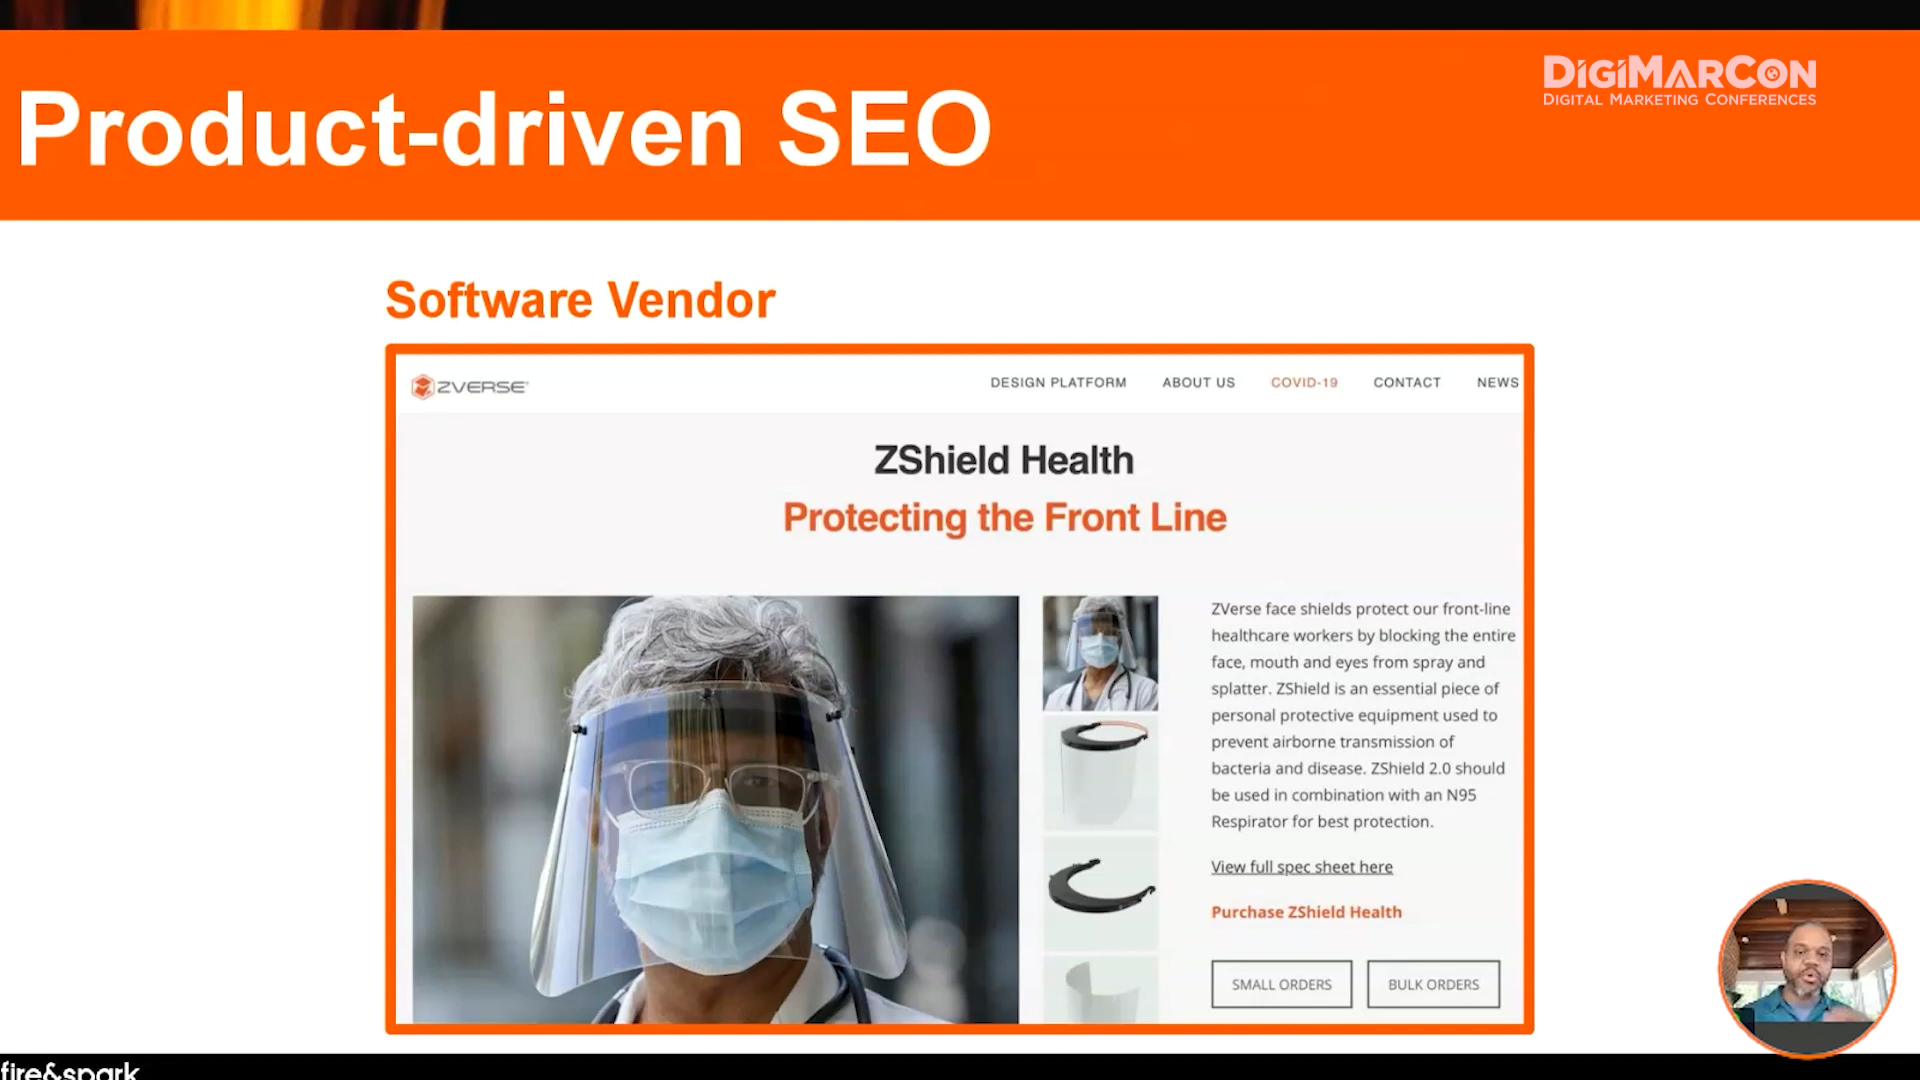 DIGIMARCON
DIGITAL MARKETING CONFERENCES
Product-driven SEO
Software Vendor
ZVERSE
DESIGN PLATFORM ABOUT US COVID-19 CONTACT NEWS
ZShield Health
Protecting the Front Line
ZVerse face shields protect our front-line
healthcare workers by blocking the entire
face, mouth and eyes from spray and
splatter. ZShield is an essential piece of
personal protective equipment used to
prevent airborne transmission of
bacteria and disease. ZShield 2.0 should
be used in combination with an N95
Respirator for best protection.
View full spec sheet here
Purchase ZShield Health
SMALL ORDERS BULK ORDERS
fire&spark